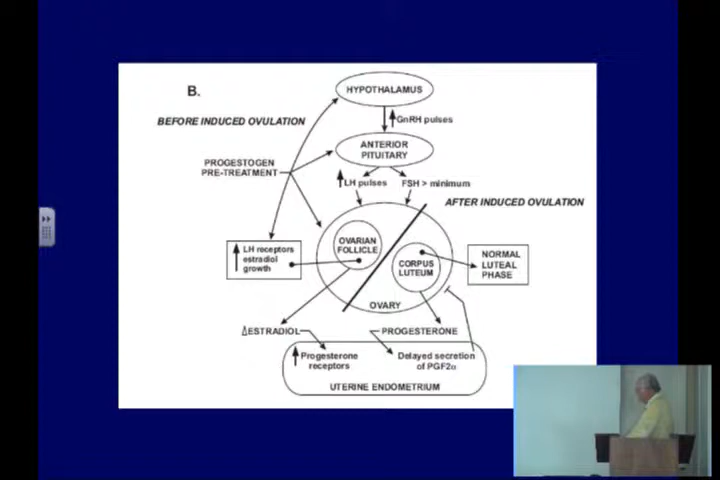 B.
HYPOTHALAMUS
GnRH pulses
BEFORE INDUCED OVULATION
ANTERIOR
PITUITARY
PROGESTOGEN
PRE-TREATMENT
LH pulses
FSH > minimum
AFTER INDUCED OVULATION
LH receptors
estradiol
growth
OVARIAN
FOLLICLE
CORPUS
LUTEUM
NORMAL
LUTEAL
PHASE
OVARY
ESTRADIOL
PROGESTERONE
Progesterone
receptors
Delayed secretion
of PGF2α
UTERINE ENDOMETRIUM